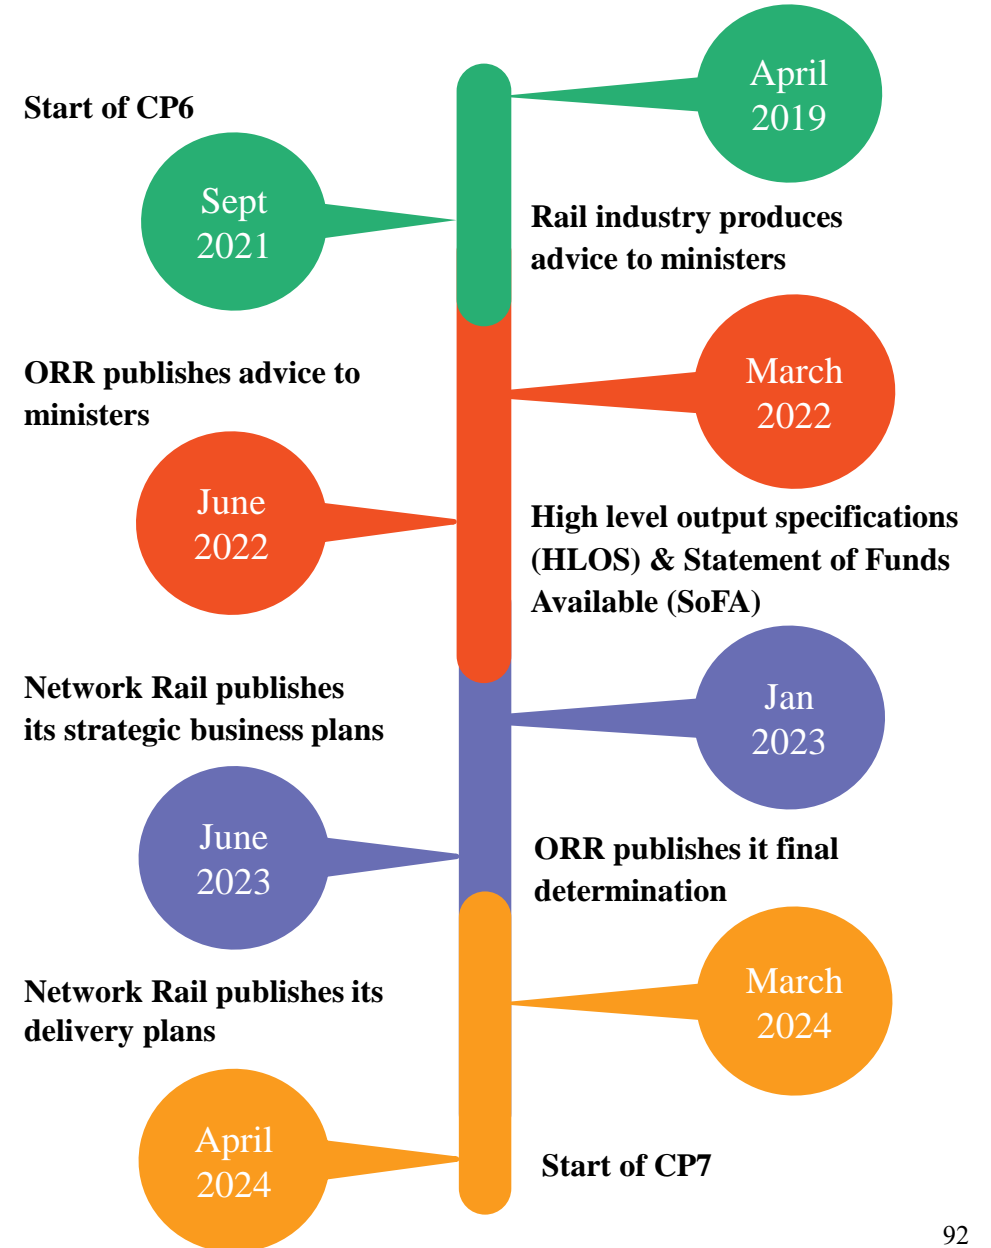 April
2019
Start of CP6
Sept
2021
Rail industry produces
advice to ministers
March
2022
ORR publishes advice to
ministers
June
2022
High level output specifications
(HLOS) & Statement of Funds
Available (SoFA)
Jan
2023
Network Rail publishes
its strategic business plans
June
2023
ORR publishes it final
determination
March
2024
Network Rail publishes its
delivery plans
April
2024
Start of CP7
92